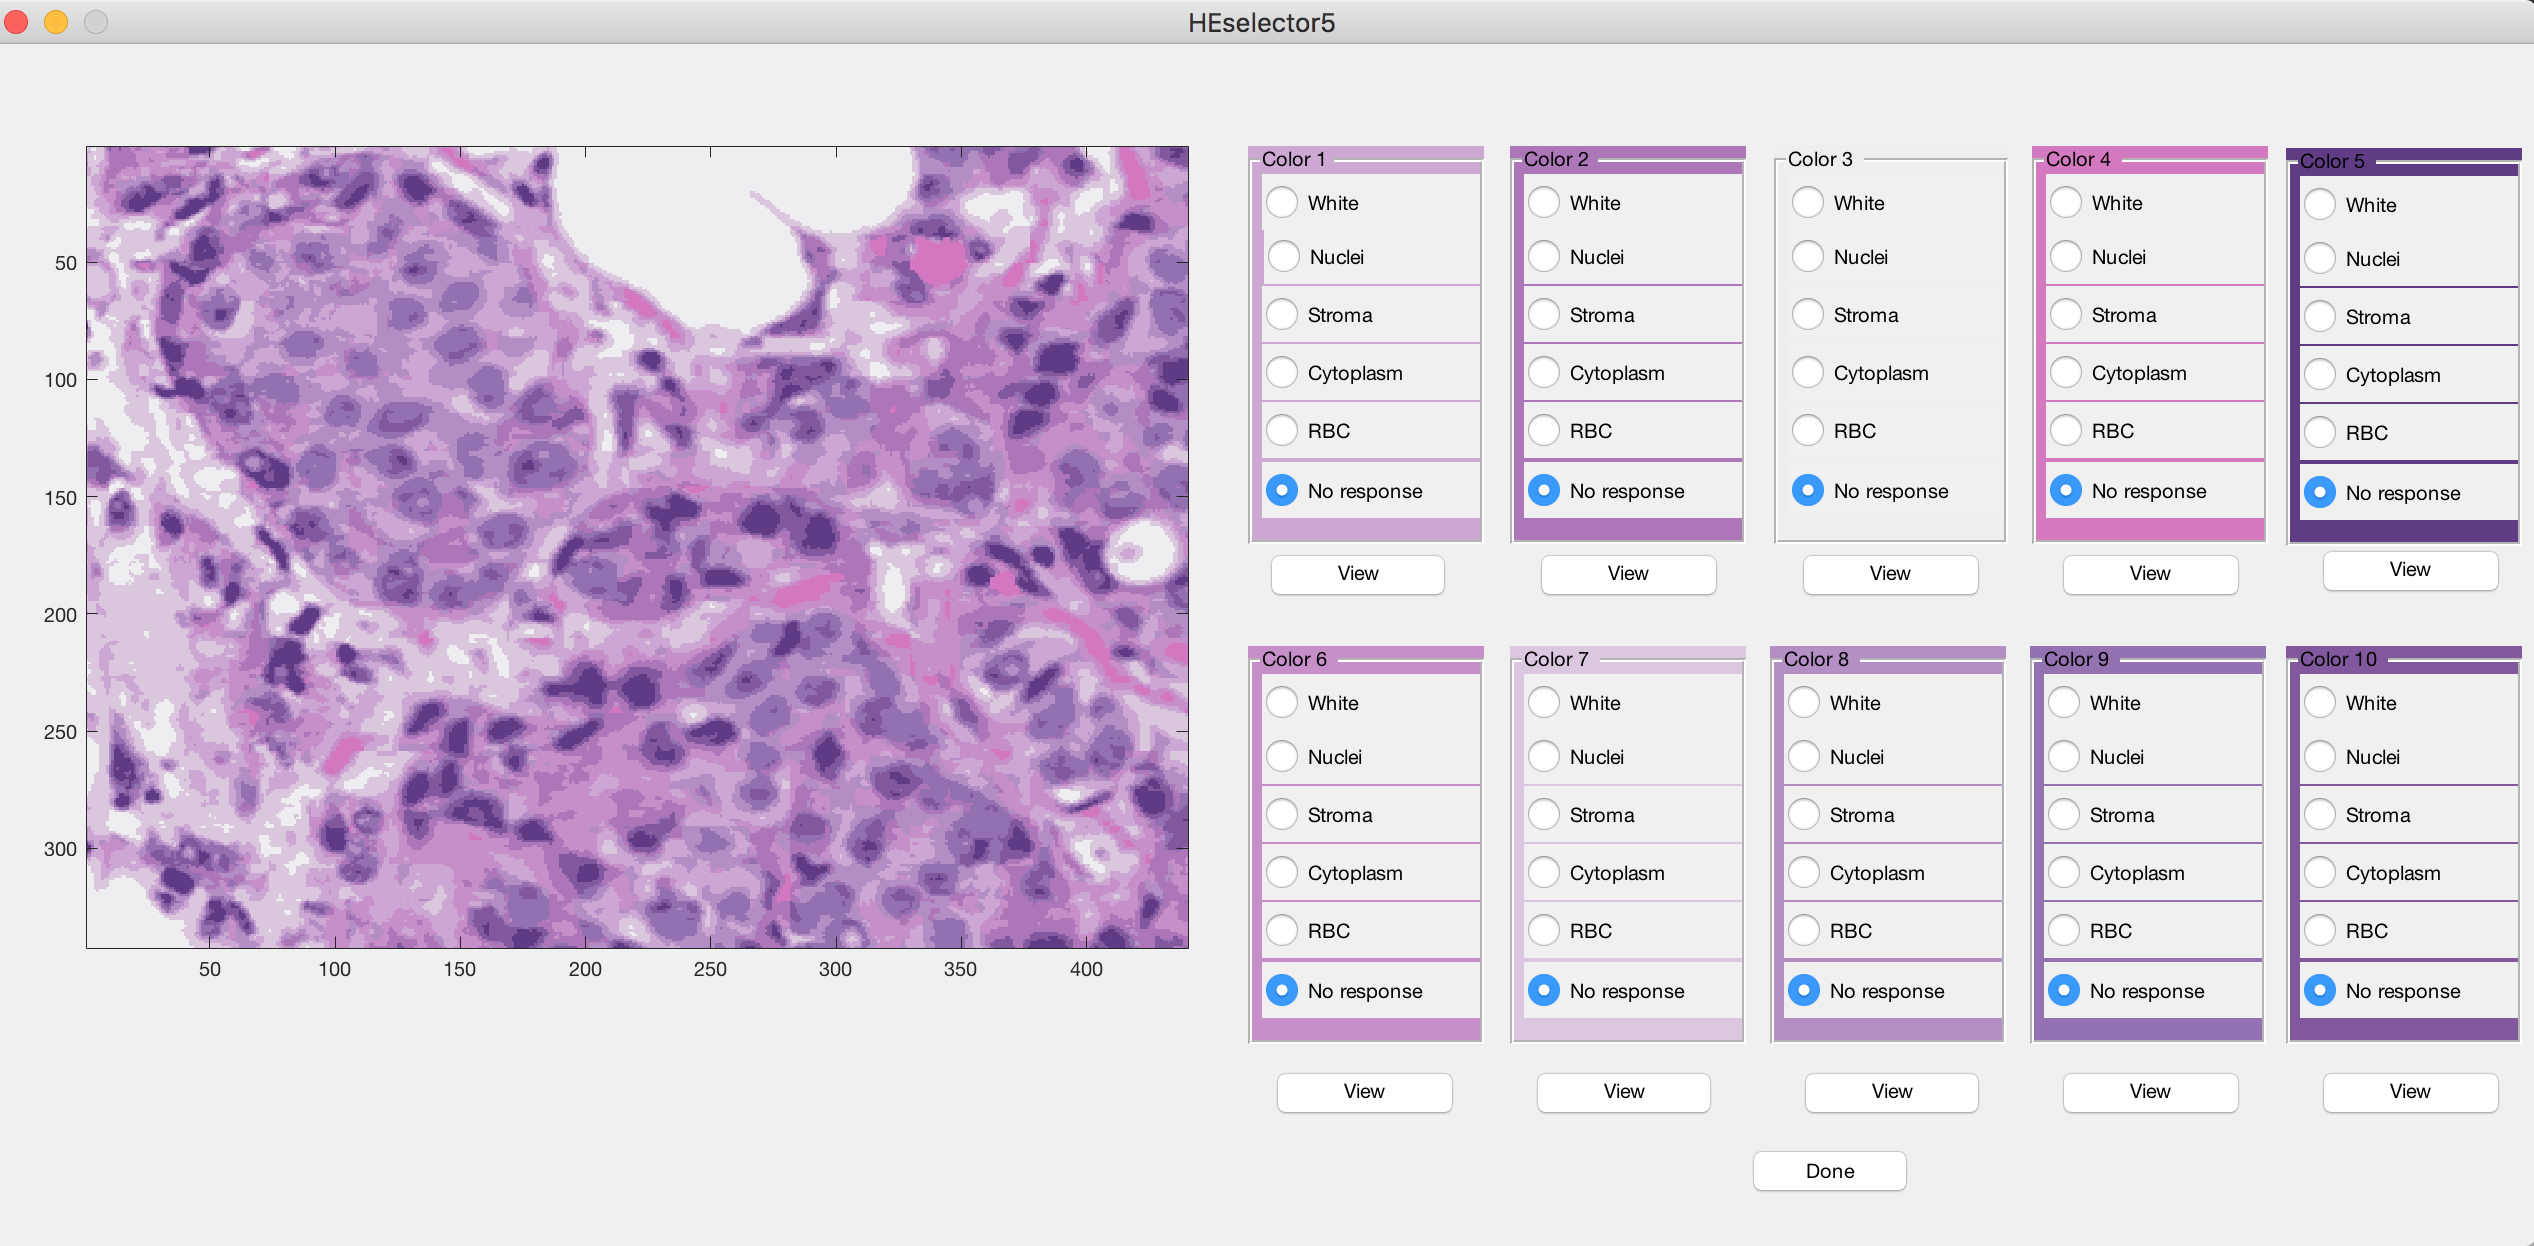 HEselector5
50
100
150
200
250
300
50 100 150 200 250 300 350 400
Color 1
White
Nuclei
Stroma
Cytoplasm
RBC
No response
View
Color 2
White
Nuclei
Stroma
Cytoplasm
RBC
No response
View
Color 3
White
Nuclei
Stroma
Cytoplasm
RBC
No response
View
Color 4
White
Nuclei
Stroma
Cytoplasm
RBC
No response
View
Color 5
White
Nuclei
Stroma
Cytoplasm
RBC
No response
View
Color 6
White
Nuclei
Stroma
Cytoplasm
RBC
No response
View
Color 7
White
Nuclei
Stroma
Cytoplasm
RBC
No response
View
Color 8
White
Nuclei
Stroma
Cytoplasm
RBC
No response
View
Color 9
White
Nuclei
Stroma
Cytoplasm
RBC
No response
View
Color 10
White
Nuclei
Stroma
Cytoplasm
RBC
No response
View
Done